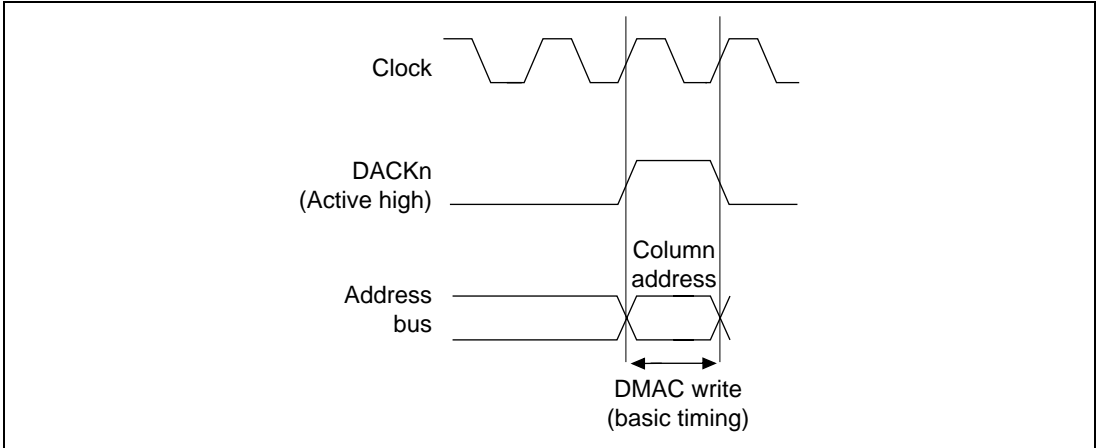 Clock
DACKn
(Active high)
Column
address
Address
bus
DMAC write
(basic timing)